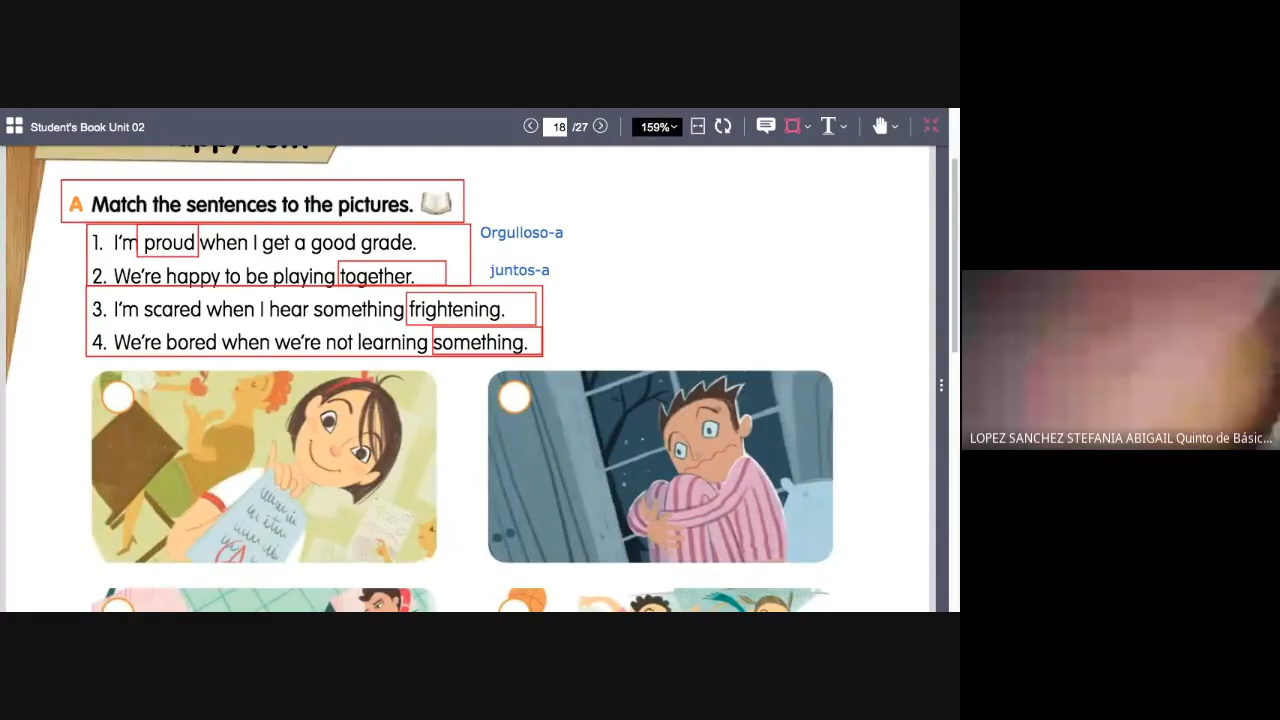 Student's Book Unit 02
18 /27
159%
T
A Match the sentences to the pictures.
1. I'm proud when I get a good grade.
Orgulloso-a
2. We're happy to be playing together.
juntos-a
3. I'm scared when I hear something frightening.
4. We're bored when we're not learning something.
A
LOPEZ SANCHEZ STEFANIA ABIGAIL Quinto de Básic...